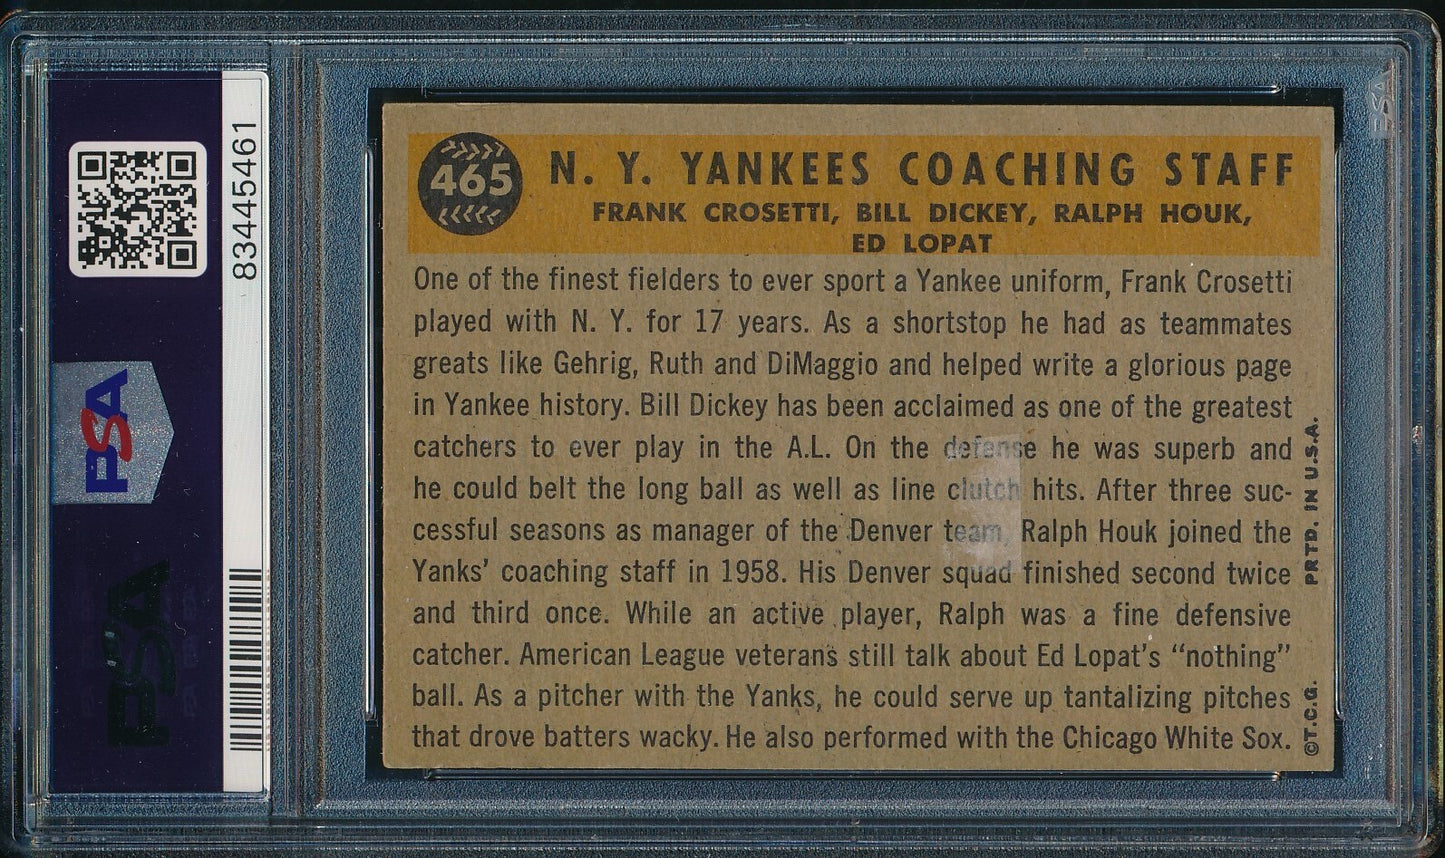 PSA
83445461
PSA
PSA
465
N. Y. YANKEES COACHING STAFF
FRANK CROSETTI, BILL DICKEY, RALPH HOUK,
ED LOPAT
One of the finest fielders to ever sport a Yankee uniform, Frank Crosetti
played with N. Y. for 17 years. As a shortstop he had as teammates
greats like Gehrig, Ruth and DiMaggio and helped write a glorious page
in Yankee history. Bill Dickey has been acclaimed as one of the greatest
catchers to ever play in the A.L. On the defense he was superb and
he could belt the long ball as well as line clutch hits. After three suc-
cessful seasons as manager of the Denver team, Ralph Houk joined the
Yanks' coaching staff in 1958. His Denver squad finished second twice
and third once. While an active player, Ralph was a fine defensive
catcher. American League veterans still talk about Ed Lopat's "nothing"
ball. As a pitcher with the Yanks, he could serve up tantalizing pitches
that drove batters wacky. He also performed with the Chicago White Sox.
©T.C.G. PRTD. IN U.S.A.